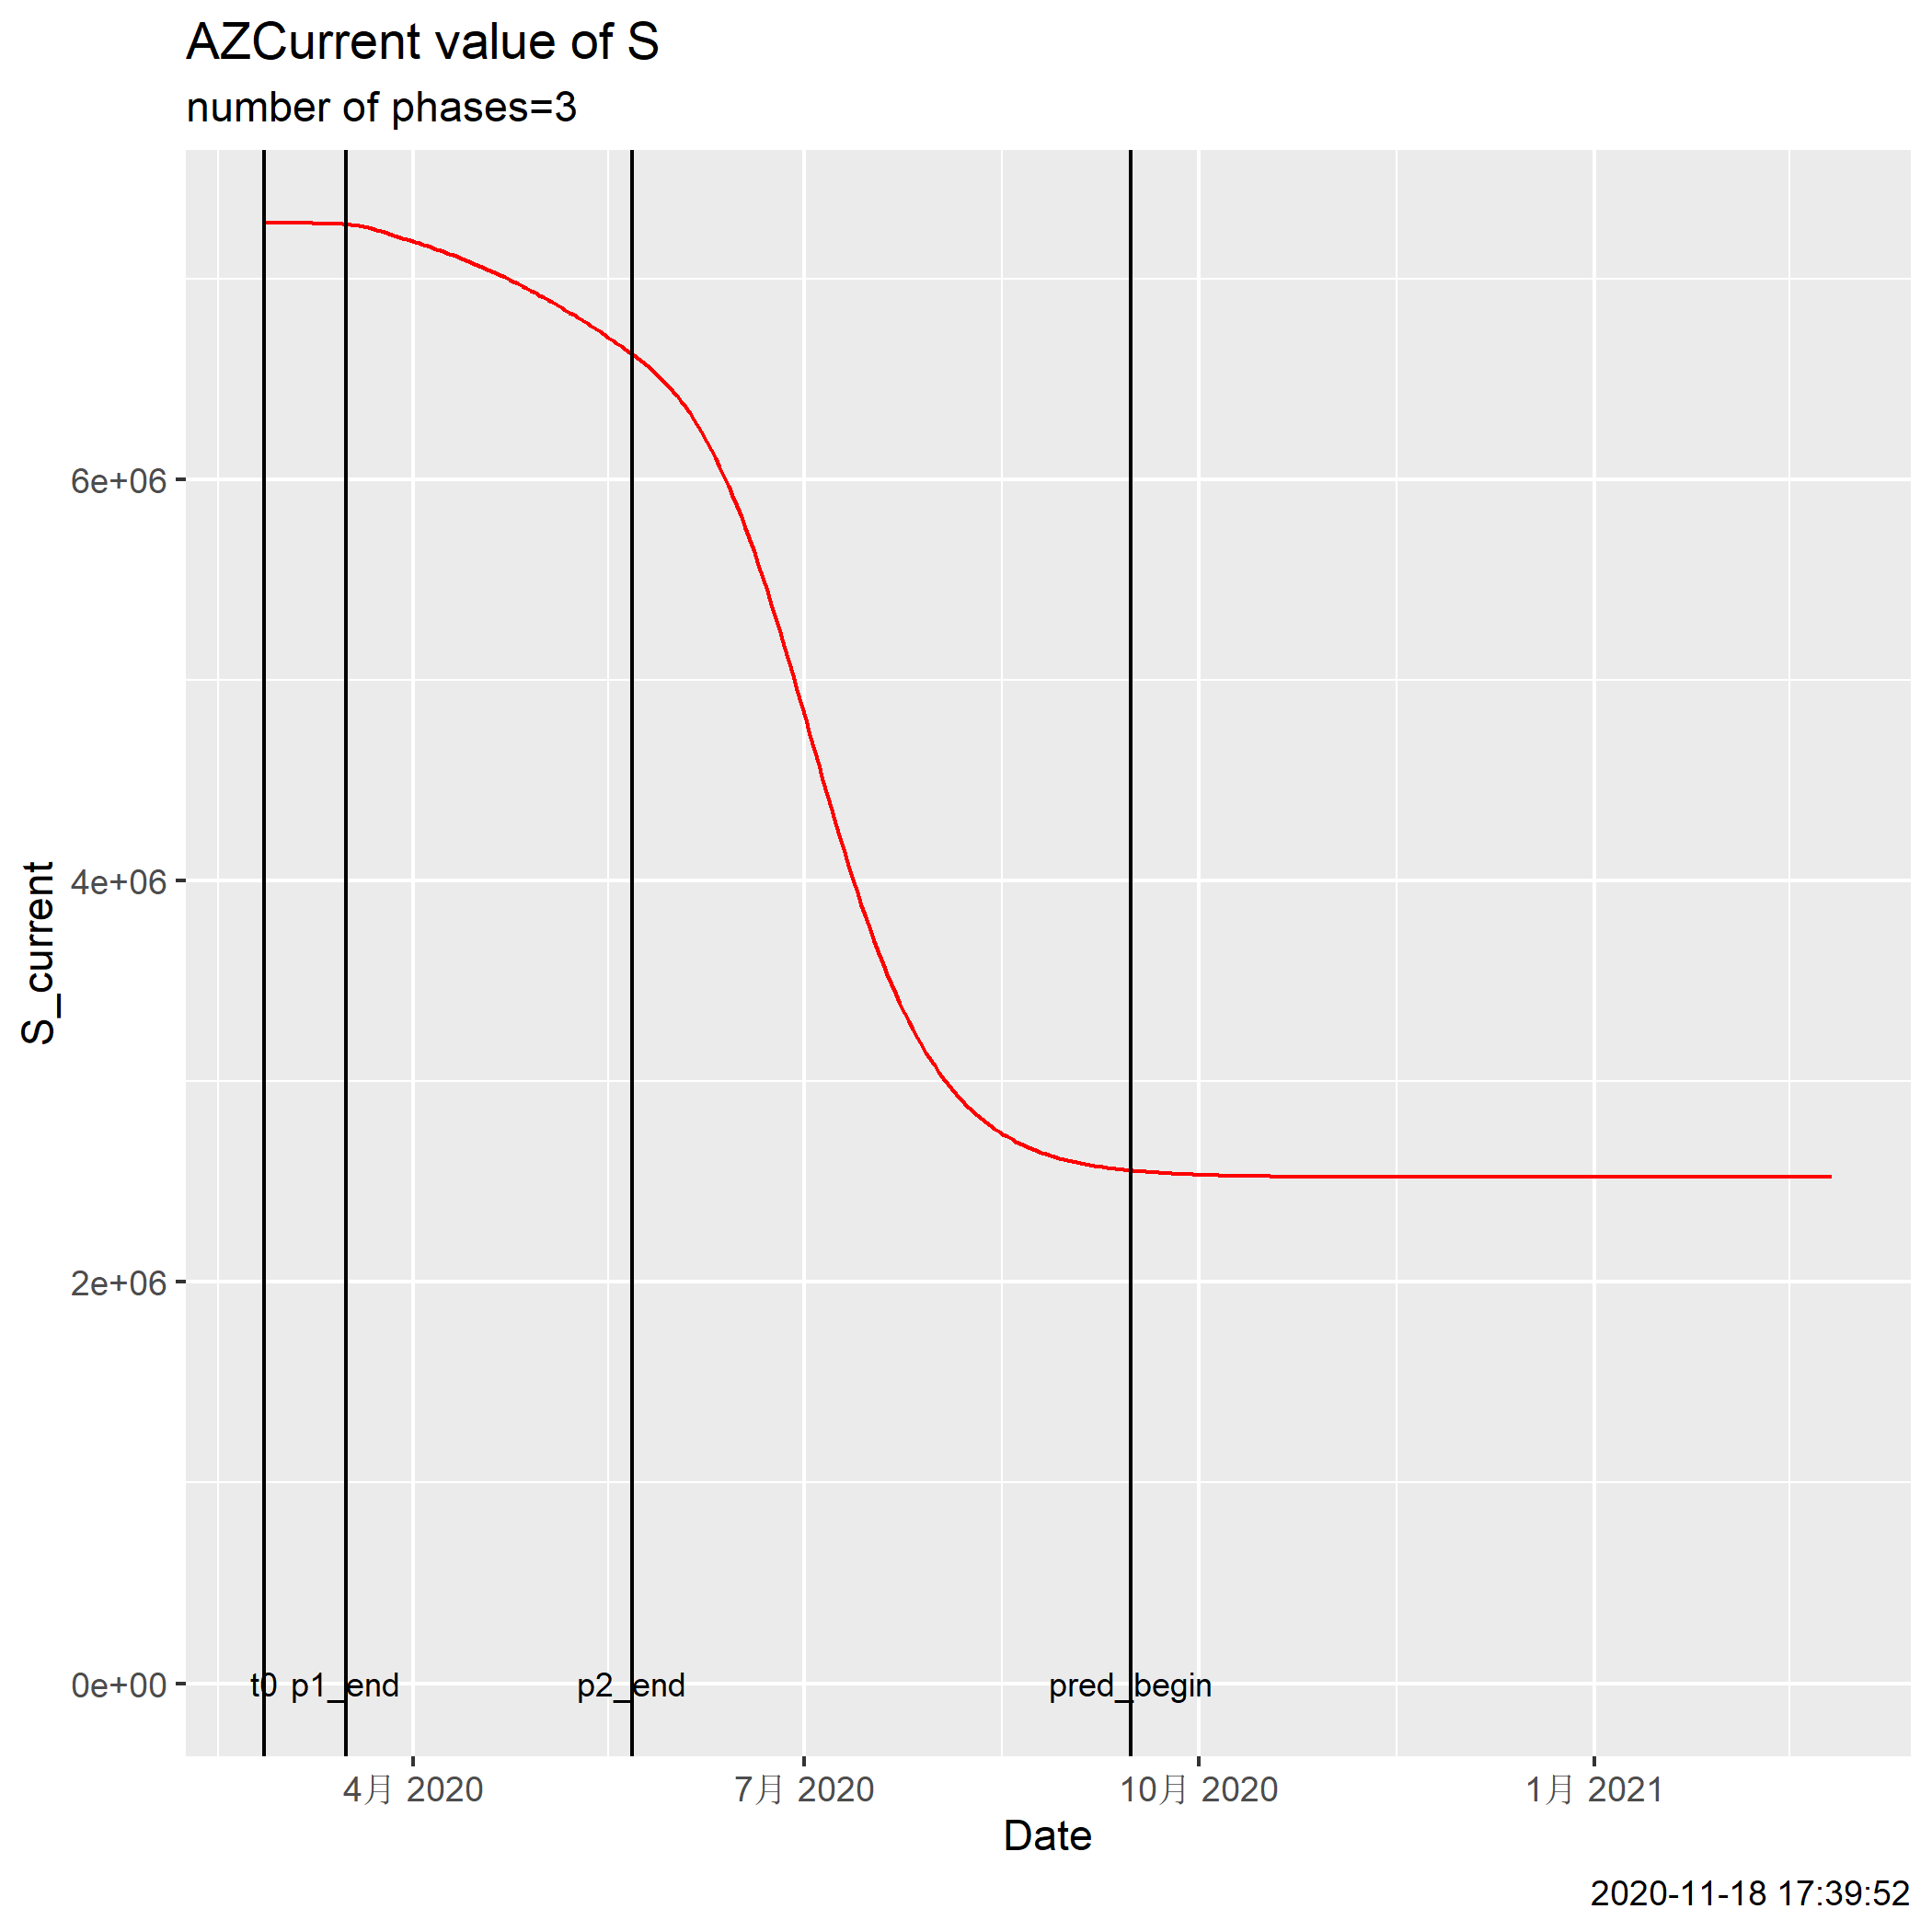 AZCurrent value of S
number of phases=3
S_current
6e+06
4e+06
2e+06
0e+00
t0 p1_end p2_end pred_begin
4月 2020 7月 2020 10月 2020 1月 2021
Date
2020-11-18 17:39:52